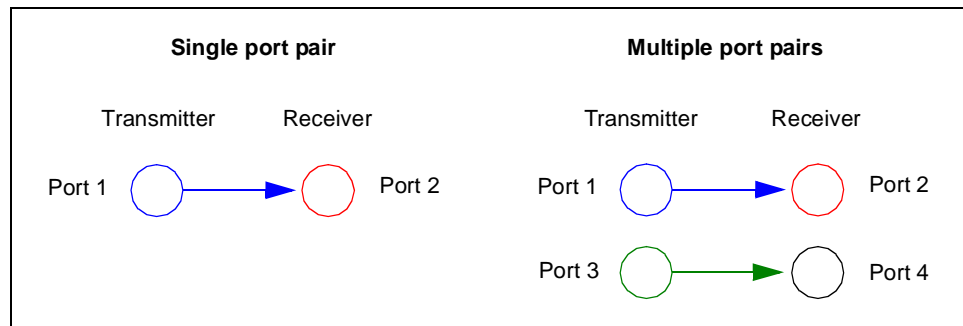 Single port pair
Multiple port pairs
Transmitter
Receiver
Transmitter
Receiver
Port 1
Port 2
Port 1
Port 2
Port 3
Port 4